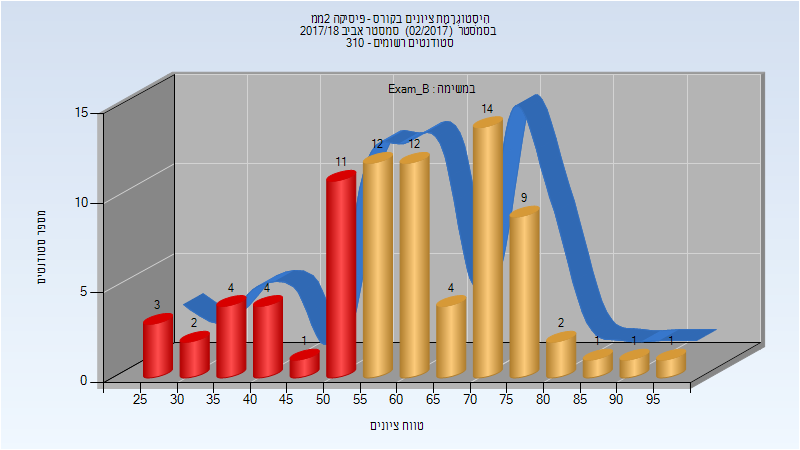 היסטוגרמת ציונים בקורס - פיסיקה 2ממ
בסמסטר (02/2017) סמסטר אביב 2017/18
סטודנטים רשומים - 310
במשימה : Exam_B
מספר סטודנטים
15
10
5
0
3
2
4
4
1
11
12
12
4
14
9
2
1
1
1
25 30 35 40 45 50 55 60 65 70 75 80 85 90 95
טווח ציונים